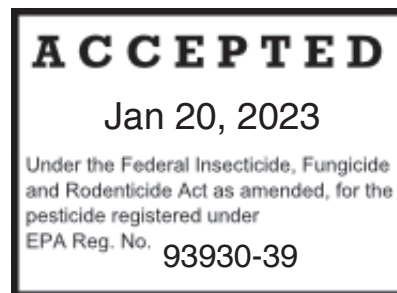 ACCEPTED
Jan 20, 2023
Under the Federal Insecticide, Fungicide
and Rodenticide Act as amended, for the
pesticide registered under
EPA Reg. No. 93930-39